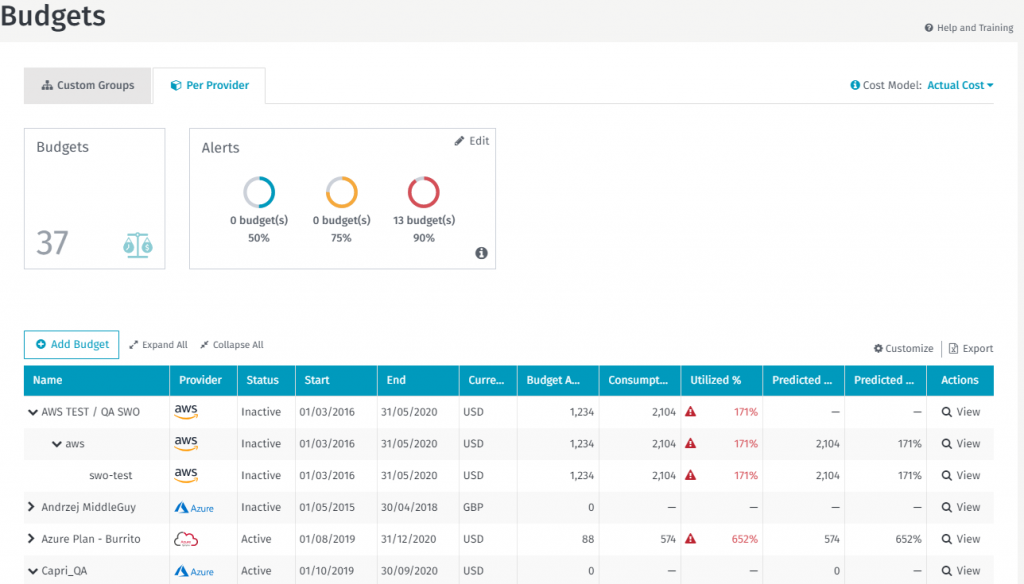 Budgets
Help and Training
Custom Groups Per Provider Cost Model: Actual Cost
Budgets Alerts Edit
0 budget(s) 0 budget(s) 13 budget(s)
50% 75% 90%
37
Add Budget Expand All Collapse All Customize Export
Name Provider Status Start End Curre... Budget A... Consumpt... Utilized % Predicted ... Predicted ... Actions
AWS TEST / QA SWO aws Inactive 01/03/2016 31/05/2020 USD 1,234 2,104 171% — — View
aws aws Inactive 01/03/2016 31/05/2020 USD 1,234 2,104 171% 2,104 171% View
swo-test aws Inactive 01/03/2016 31/05/2020 USD 1,234 2,104 171% 2,104 171% View
Andrzej MiddleGuy Azure Inactive 01/05/2015 30/04/2018 GBP 0 — — — — View
Azure Plan - Burrito Active 01/08/2019 31/12/2020 USD 88 574 652% 574 652% View
Capri_QA Azure Active 01/10/2019 30/09/2020 USD 0 — — 0 — View